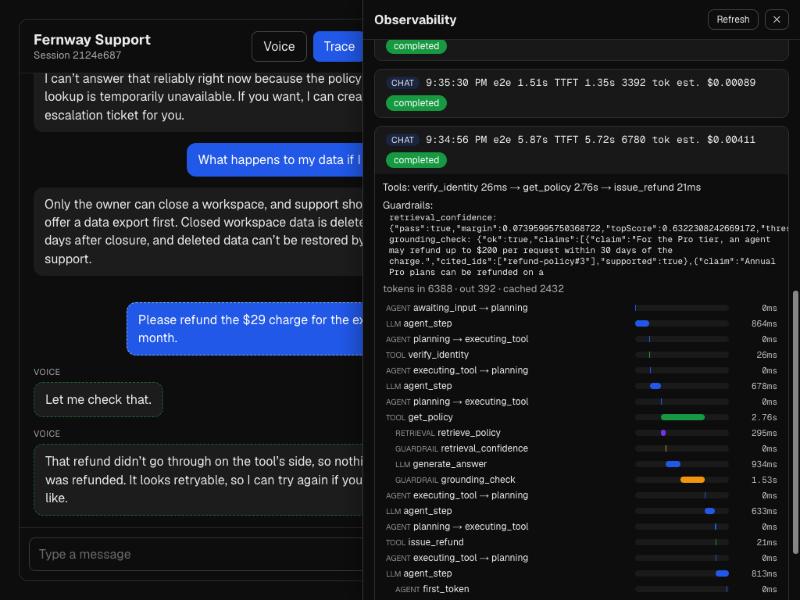 Fernway Support
Session 2124e687
Voice
Trace
I can't answer that reliably right now because the policy
lookup is temporarily unavailable. If you want, I can crea
escalation ticket for you.
What happens to my data if I
Only the owner can close a workspace, and support sho
offer a data export first. Closed workspace data is delete
days after closure, and deleted data can't be restored by
support.
Please refund the $29 charge for the ex
month.
VOICE
Let me check that.
VOICE
That refund didn't go through on the tool's side, so nothi
was refunded. It looks retryable, so I can try again if you
like.
Type a message
Observability
Refresh
×
completed
CHAT 9:35:30 PM e2e 1.51s TTFT 1.35s 3392 tok est. $0.00089
completed
CHAT 9:34:56 PM e2e 5.87s TTFT 5.72s 6780 tok est. $0.00411
completed
Tools: verify_identity 26ms → get_policy 2.76s → issue_refund 21ms
Guardrails:
retrieval_confidence:
{"pass":true,"margin":0.07395995750368722,"topScore":0.6322308242669172,"thres
grounding_check: {"ok":true,"claims":[{"claim":"For the Pro tier, an agent
may refund up to $200 per request within 30 days of the
charge.","cited_ids":["refund-policy#3"],"supported":true},{"claim":"Annual
Pro plans can be refunded on a
tokens in 6388 · out 392 · cached 2432
AGENT awaiting_input → planning 0ms
LLM agent_step 864ms
AGENT planning → executing_tool 0ms
TOOL verify_identity 26ms
AGENT executing_tool → planning 0ms
LLM agent_step 678ms
AGENT planning → executing_tool 0ms
TOOL get_policy 2.76s
RETRIEVAL retrieve_policy 295ms
GUARDRAIL retrieval_confidence 0ms
LLM generate_answer 934ms
GUARDRAIL grounding_check 1.53s
AGENT executing_tool → planning 0ms
LLM agent_step 633ms
AGENT planning → executing_tool 0ms
TOOL issue_refund 21ms
AGENT executing_tool → planning 0ms
LLM agent_step 813ms
AGENT first_token 0ms